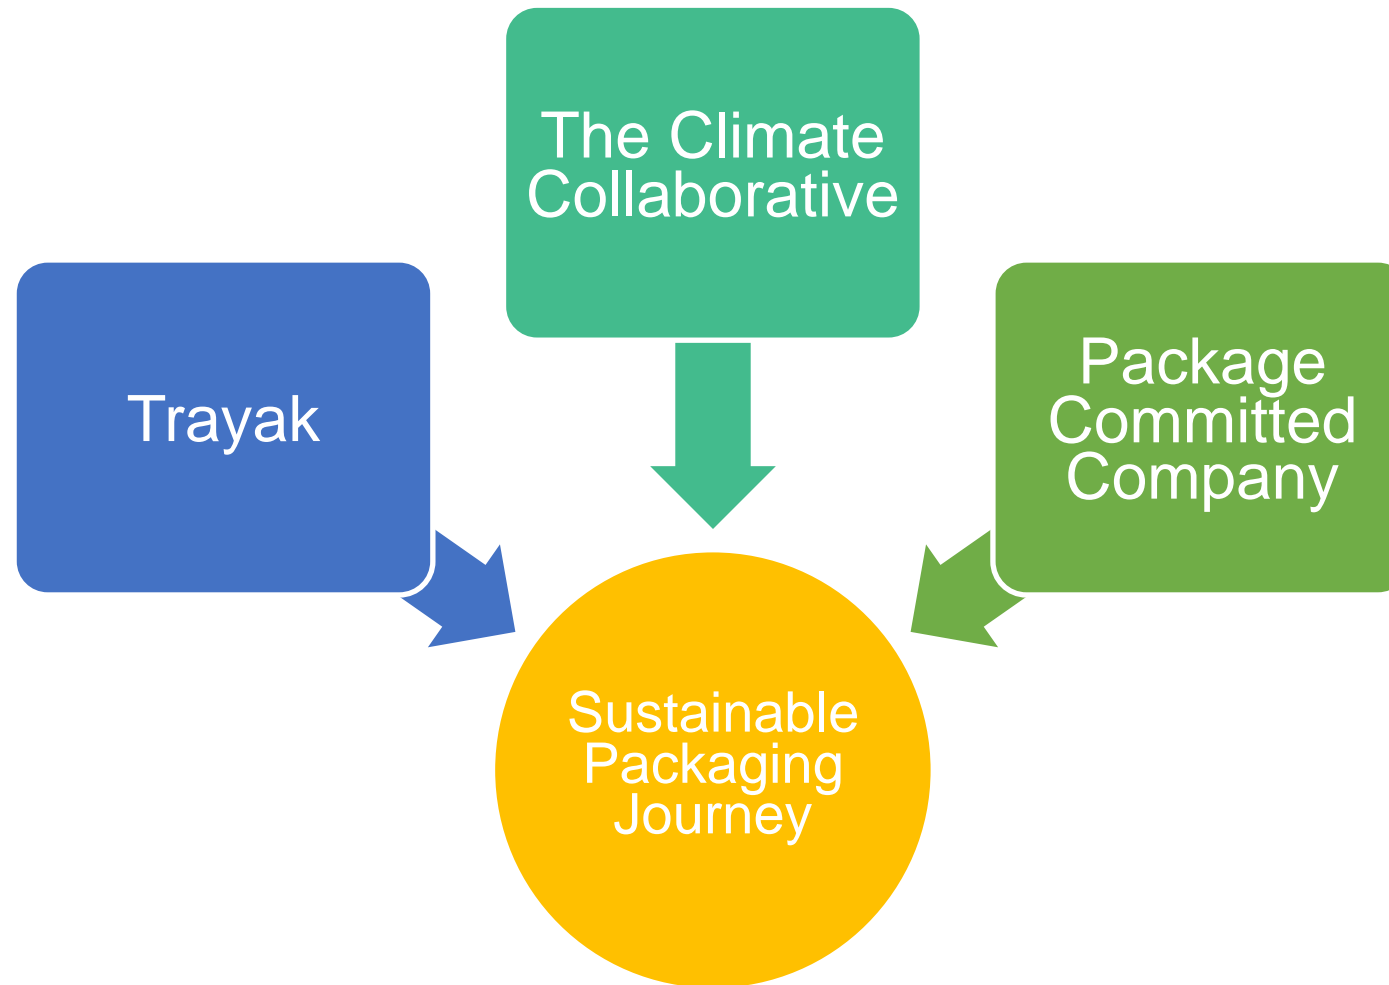 The Climate
Collaborative
Trayak
Package
Committed
Company
Sustainable
Packaging
Journey